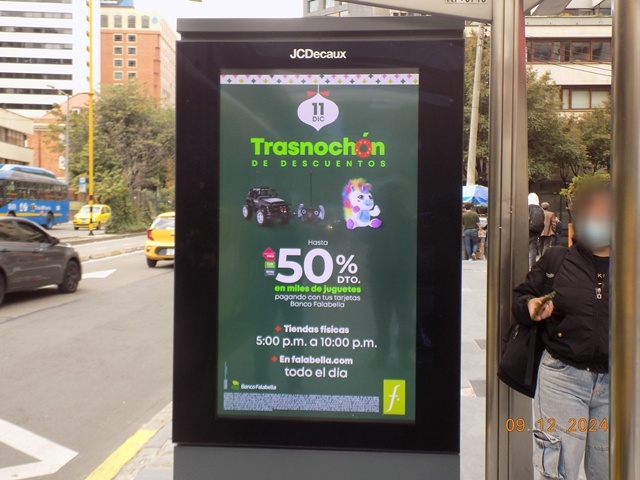 JCDecaux
11
DIC
Trasnochón
DE DESCUENTOS
Hasta
50%
DTO.
en miles de juguetes
pagando con tus tarjetas
Banco Falabella
Tiendas físicas
5:00 p.m. a 10:00 p.m.
En falabella.com
todo el día
Banco Falabella
f.
09.12.2024